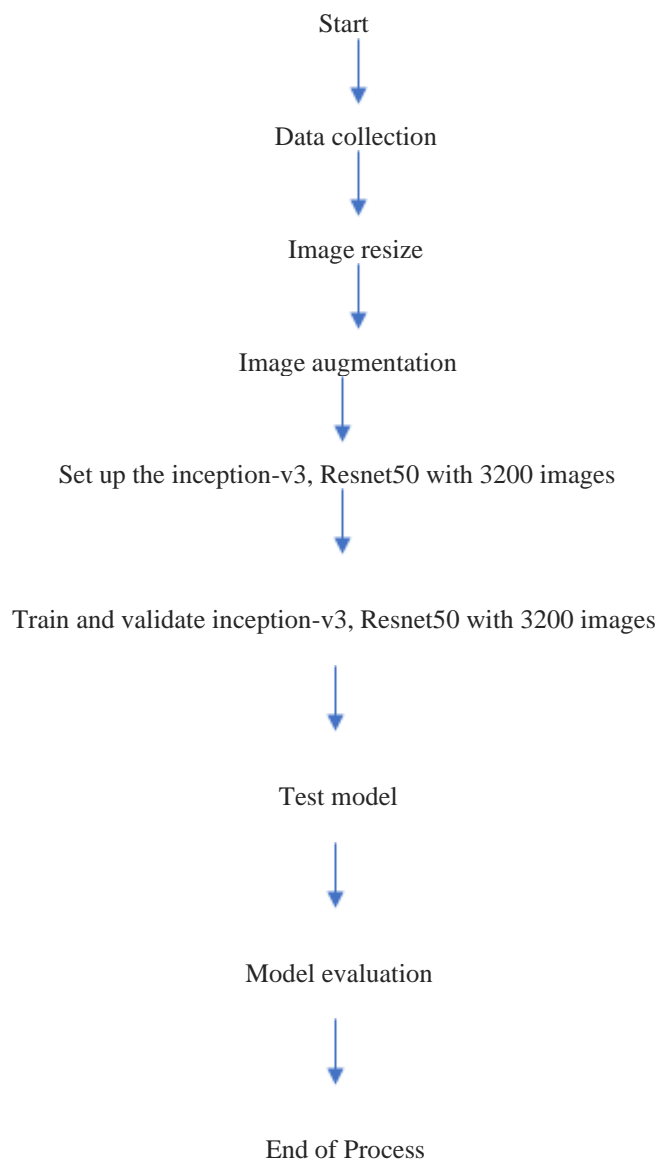 Start
Data collection
Image resize
Image augmentation
Set up the inception-v3, Resnet50 with 3200 images
Train and validate inception-v3, Resnet50 with 3200 images
Test model
Model evaluation
End of Process